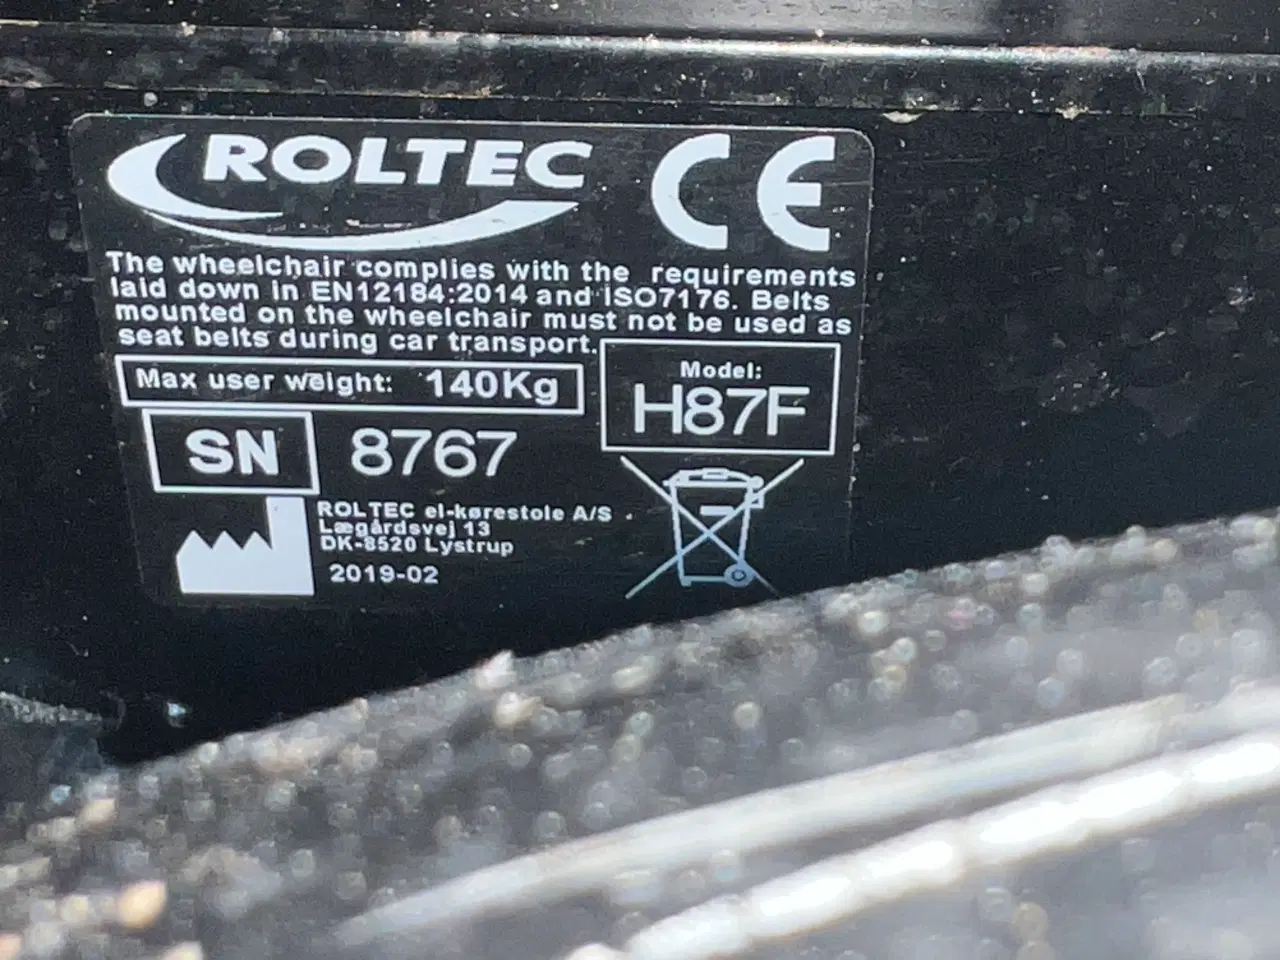 ROLTEC CE
The wheelchair complies with the requirements
laid down in EN12184:2014 and ISO7176. Belts
mounted on the wheelchair must not be used as
seat belts during car transport.
Max user weight: 140Kg
Model:
H87F
SN 8767
ROLTEC el-kørestole A/S
Lægårdsvej 13
DK-8520 Lystrup
2019-02